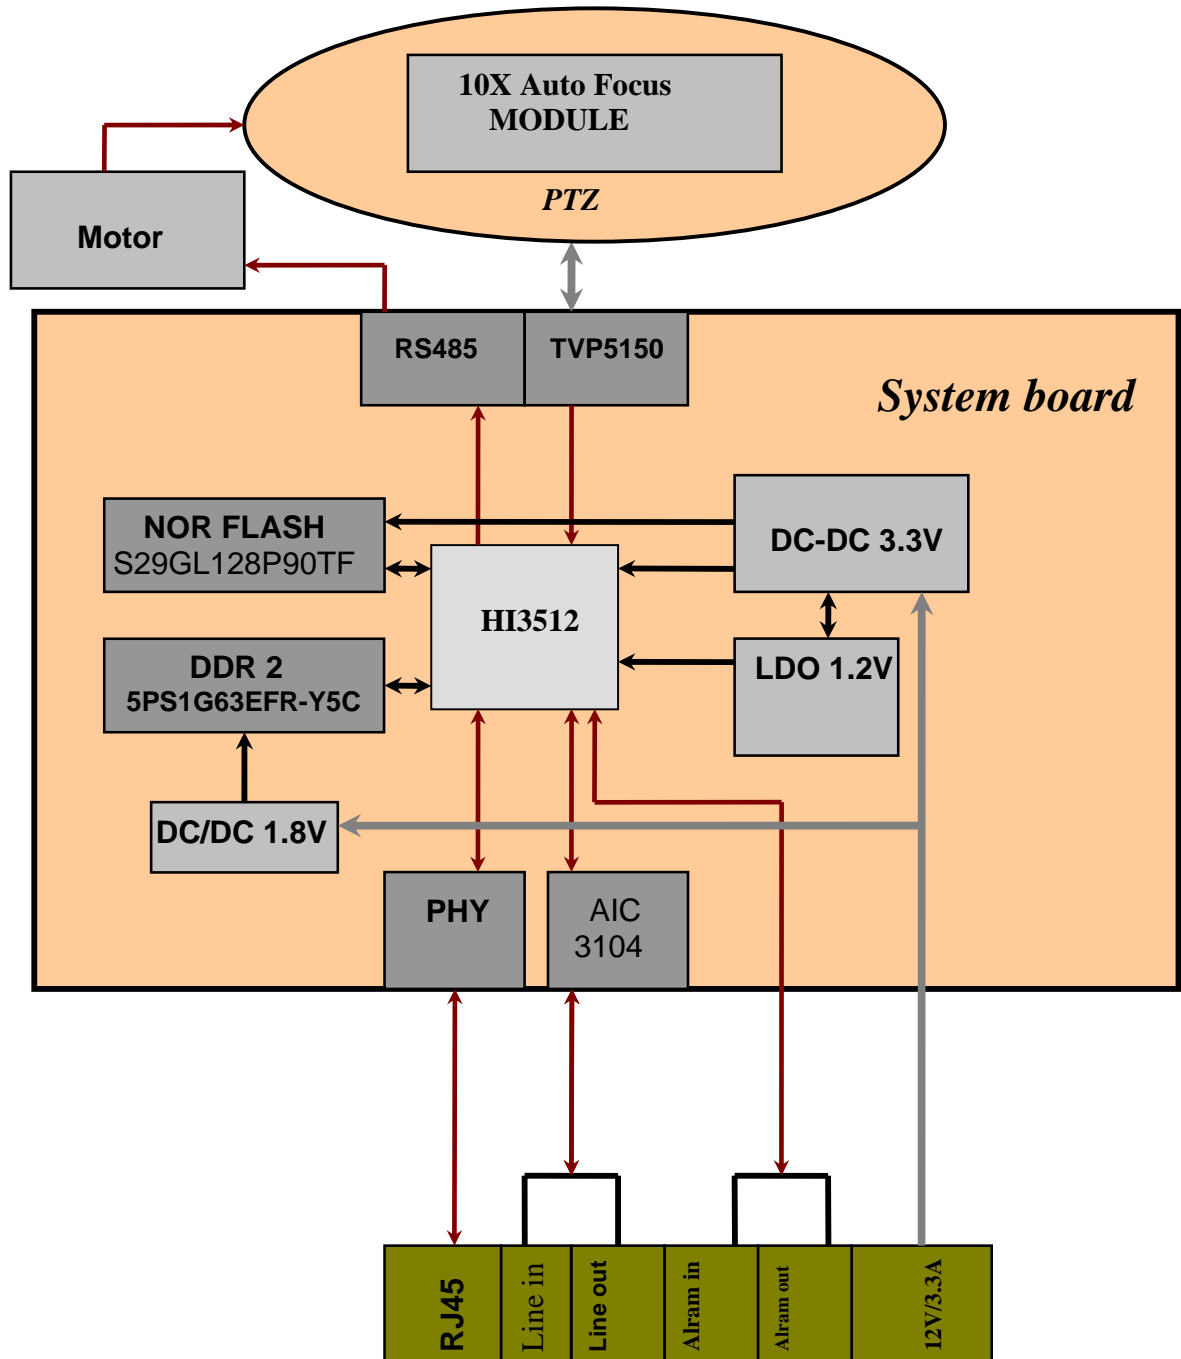 10X Auto Focus
MODULE
PTZ
Motor
RS485
TVP5150
System board
NOR FLASH
S29GL128P90TF
DC-DC 3.3V
HI3512
DDR 2
5PS1G63EFR-Y5C
LDO 1.2V
DC/DC 1.8V
PHY
AIC
3104
RJ45
Line in
Line out
Alram in
Alram out
12V/3.3A